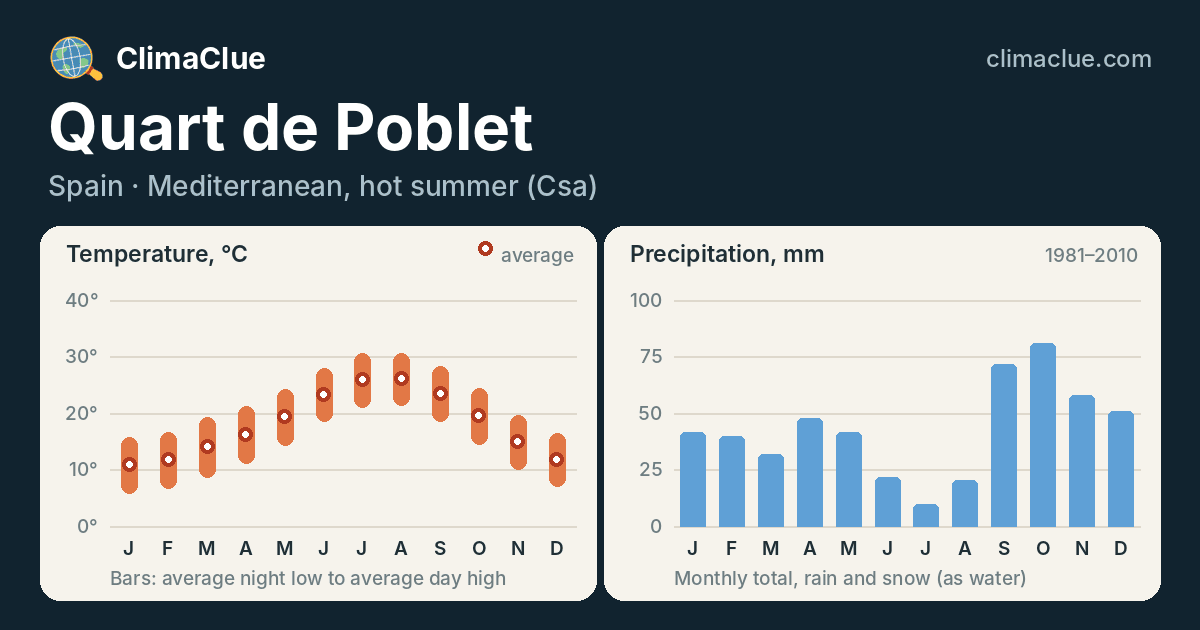 ClimaClue
climaclue.com
Quart de Poblet
Spain · Mediterranean, hot summer (Csa)
Temperature, °C
average
40°
30°
20°
10°
0°
J F M A M J J A S O N D
Bars: average night low to average day high
Precipitation, mm
1981–2010
100
75
50
25
0
J F M A M J J A S O N D
Monthly total, rain and snow (as water)